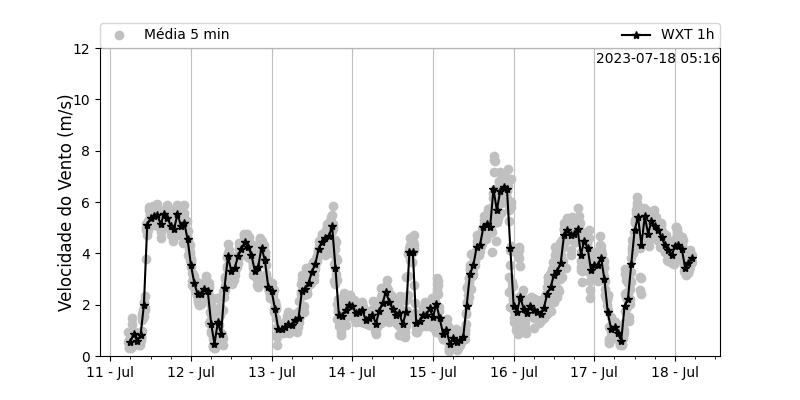 Média 5 min
WXT 1h
2023-07-18 05:16
Velocidade do Vento (m/s)
12
10
8
6
4
2
0
11 - Jul
12 - Jul
13 - Jul
14 - Jul
15 - Jul
16 - Jul
17 - Jul
18 - Jul